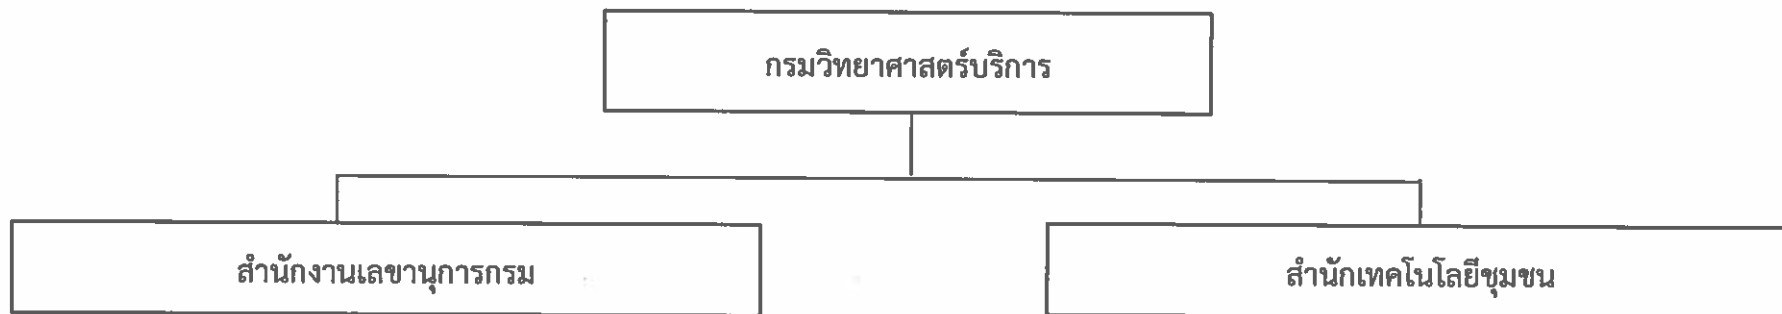 กรมวิทยาศาสตร์บริการ
สำนักงานเลขานุการกรม
สำนักเทคโนโลยีชุมชน